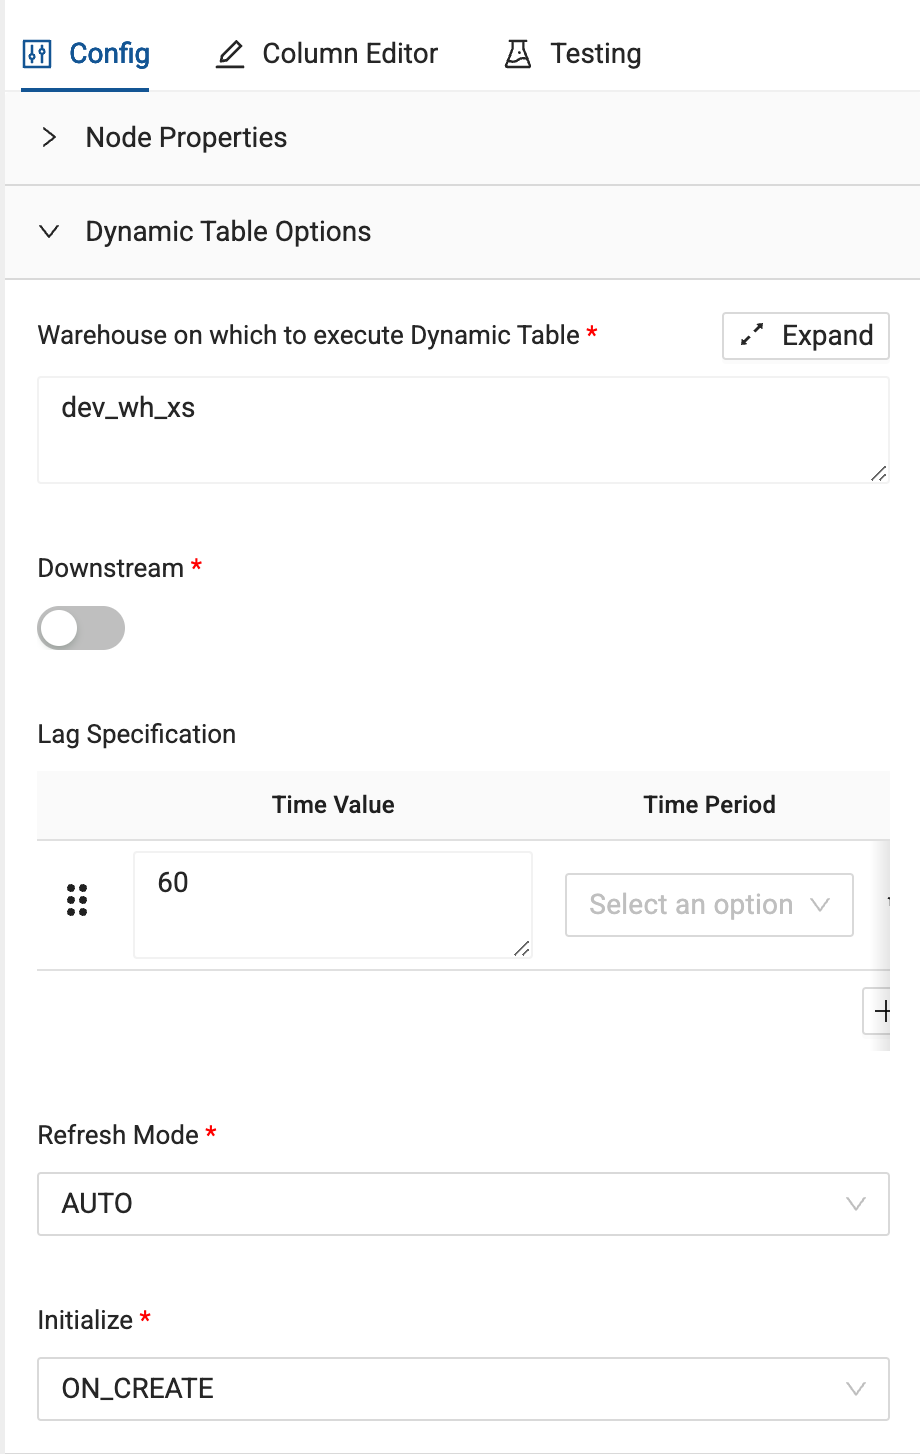 Config Column Editor Testing
Node Properties
Dynamic Table Options
Warehouse on which to execute Dynamic Table * Expand
dev_wh_xs
Downstream *
Lag Specification
Time Value Time Period
60 Select an option
Refresh Mode *
AUTO
Initialize *
ON_CREATE